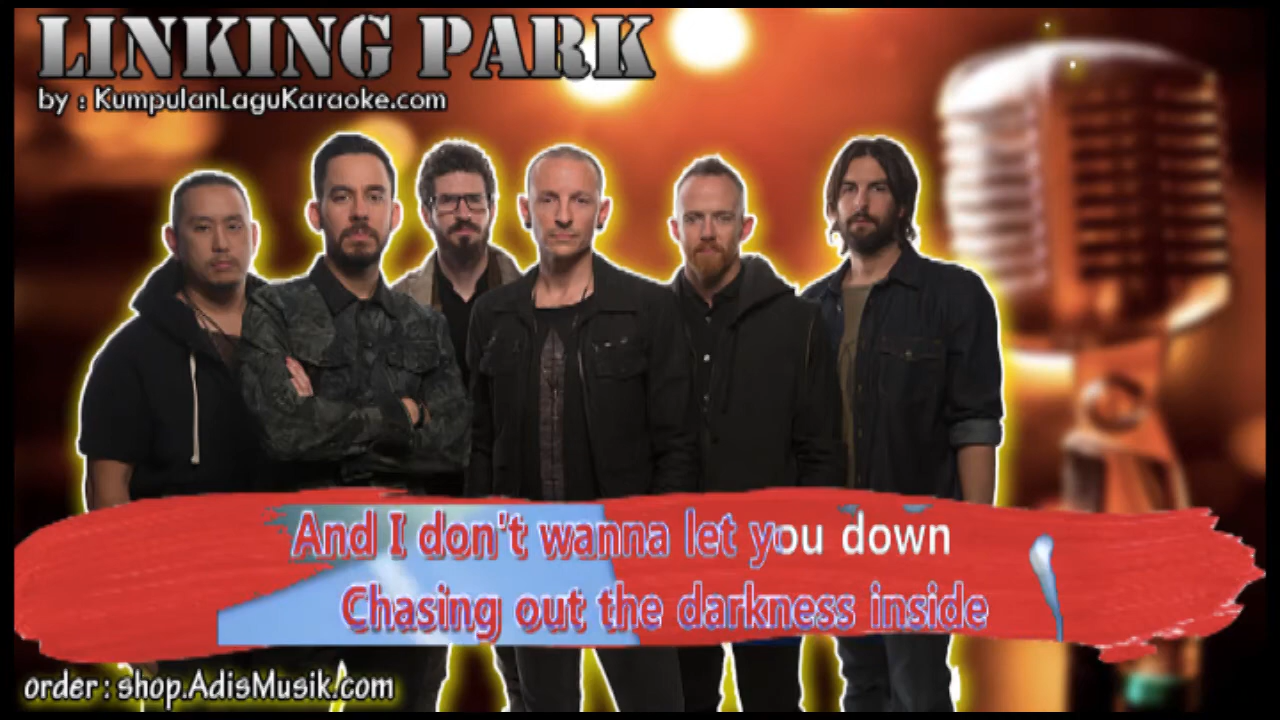 LINKING PARK
by : KumpulanLaguKaraoke.com
And I don't wanna let you down
Chasing out the darkness inside
order : shop.AdisMusik.com